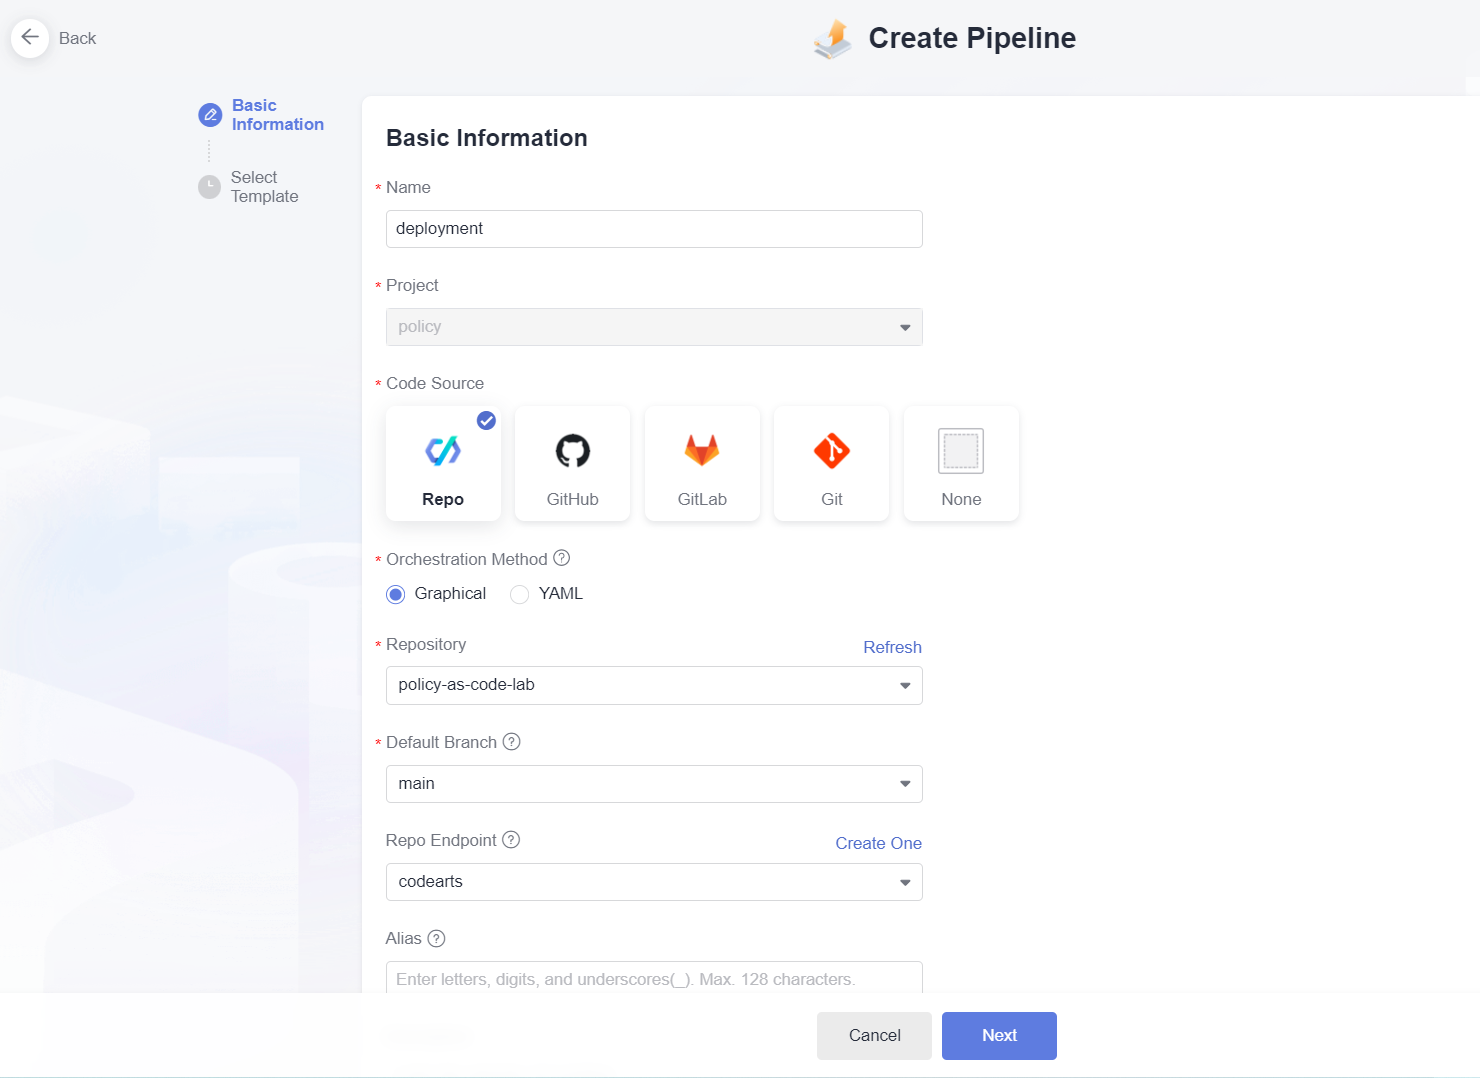 Back
Create Pipeline
Basic
Information
Select
Template
Basic Information
* Name
deployment
* Project
policy
* Code Source
Repo
GitHub
GitLab
Git
None
* Orchestration Method ?
Graphical
YAML
* Repository
Refresh
policy-as-code-lab
* Default Branch ?
main
Repo Endpoint ?
Create One
codearts
Alias ?
Enter letters, digits, and underscores(_). Max. 128 characters.
Cancel
Next